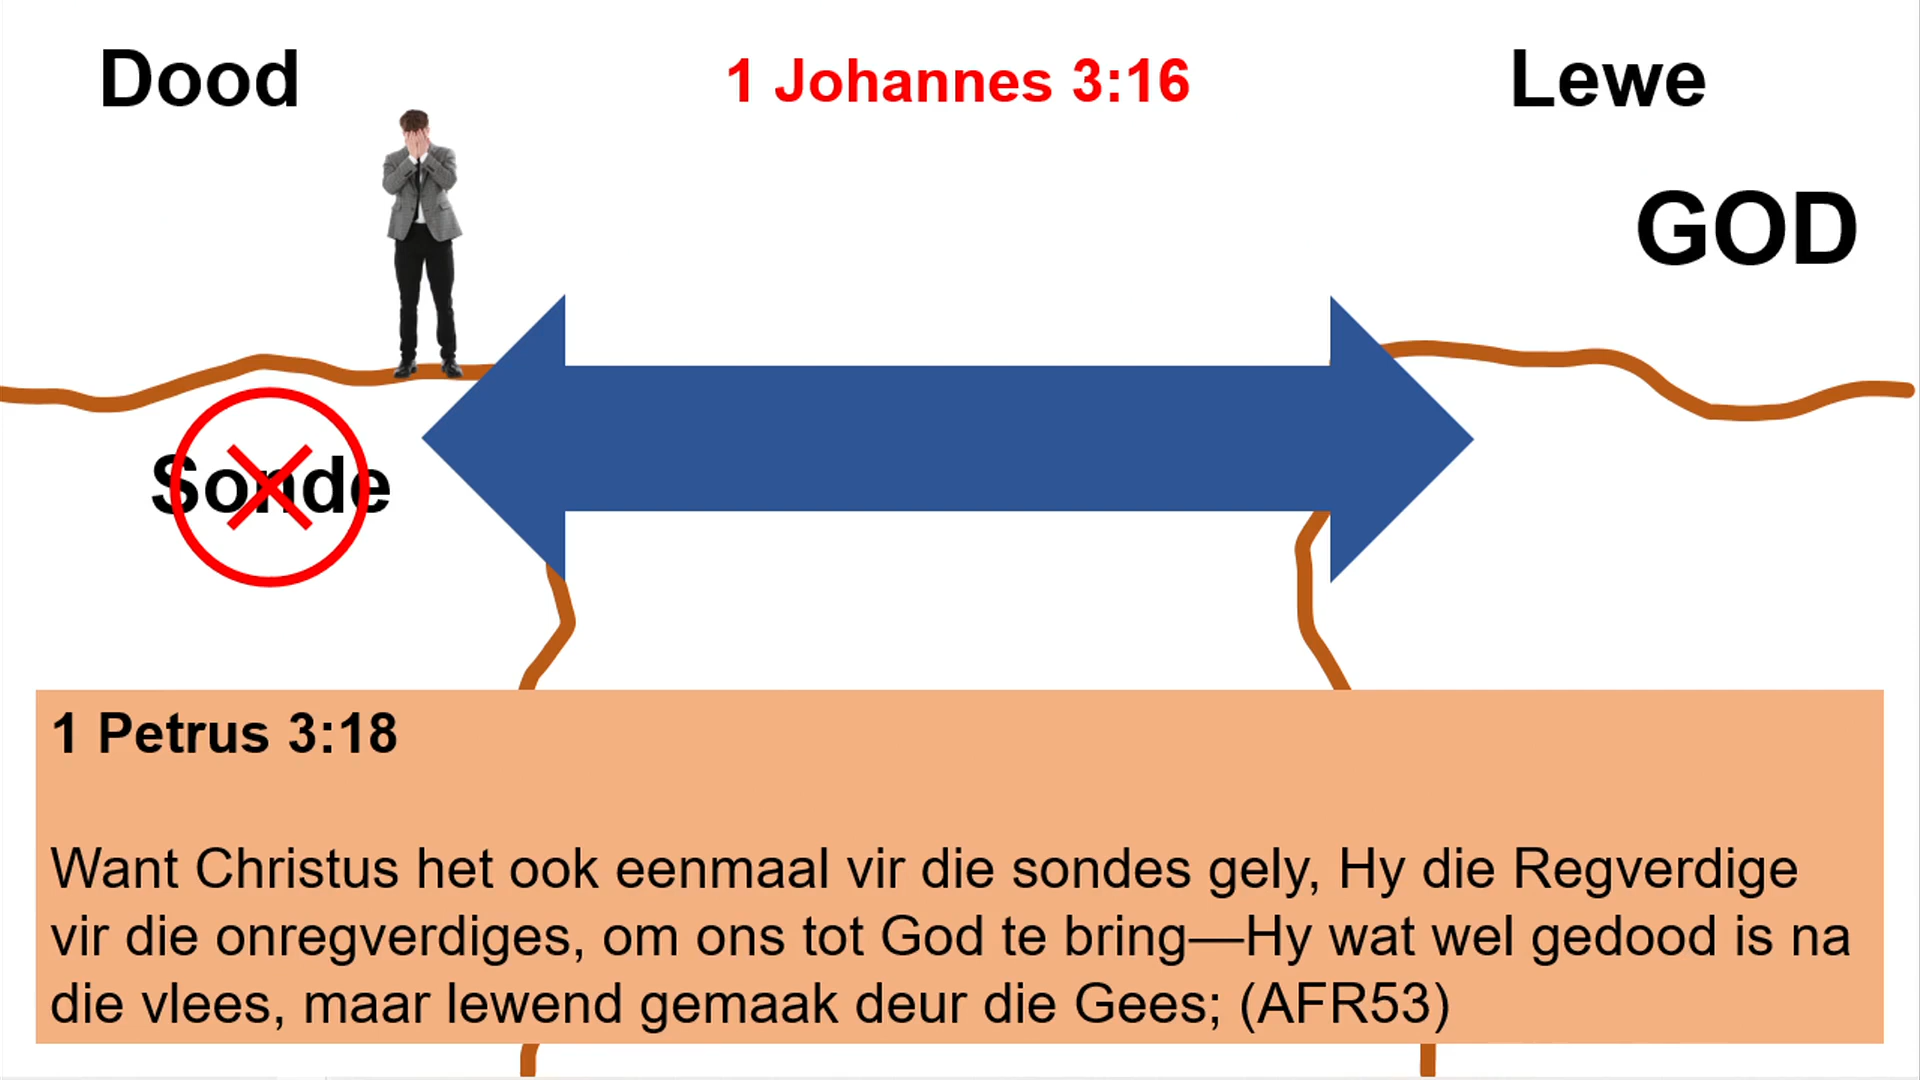 Dood
1 Johannes 3:16
Lewe
GOD
Sonde
1 Petrus 3:18
Want Christus het ook eenmaal vir die sondes gely, Hy die Regverdige
vir die onregverdiges, om ons tot God te bring—Hy wat wel gedood is na
die vlees, maar lewend gemaak deur die Gees; (AFR53)